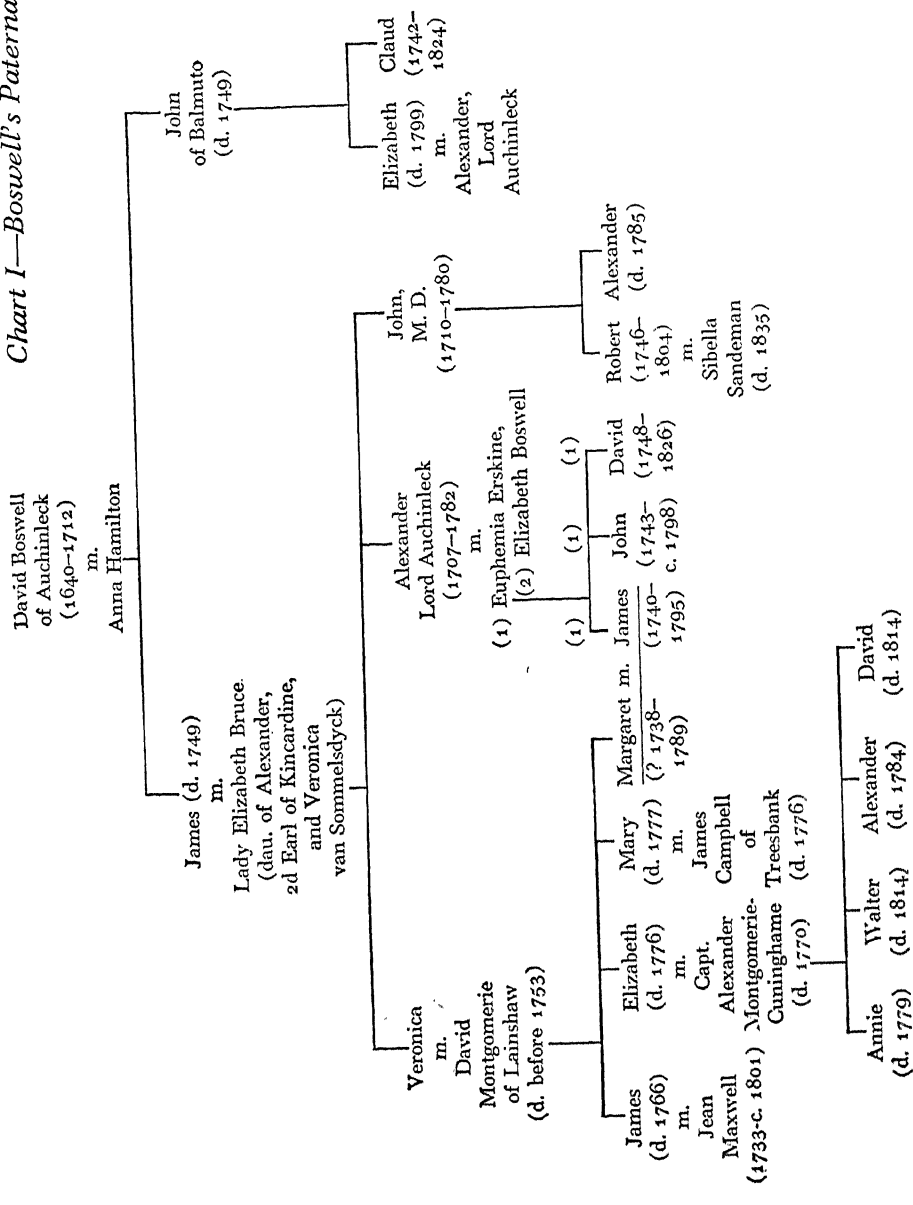 Chart I—Boswell's Paterna
David Boswell
of Auchinleck
(1640–1712)
m.
Anna Hamilton
James (d. 1749)
m.
Lady Elizabeth Bruce
(dau. of Alexander,
2d Earl of Kincardine,
and Veronica
van Sommelsdyck)
John
of Balmuto
(d. 1749)
Veronica
m.
David
Montgomerie
of Lainshaw
(d. before 1753)
Alexander
Lord Auchinleck
(1707–1782)
m.
(1) Euphemia Erskine,
(2) Elizabeth Boswell
John,
M. D.
(1710–1780)
Elizabeth
(d. 1799)
m.
Alexander,
Lord
Auchinleck
Claud
(1742–
1824)
James
(d. 1766)
m.
Jean
Maxwell
(1733-c. 1801)
Elizabeth
(d. 1776)
m.
Capt.
Alexander
Montgomerie-
Cuninghame
(d. 1770)
Mary
(d. 1777)
m.
James
Campbell
of
Treesbank
(d. 1776)
Margaret m. James
(? 1738–
1789)
(1)
(1740–
1795)
(1)
John
(1743–
c. 1798)
(1)
David
(1748–
1826)
Robert
(1746–
1804)
m.
Sibella
Sandeman
(d. 1835)
Alexander
(d. 1785)
Annie
(d. 1779)
Walter
(d. 1814)
Alexander
(d. 1784)
David
(d. 1814)